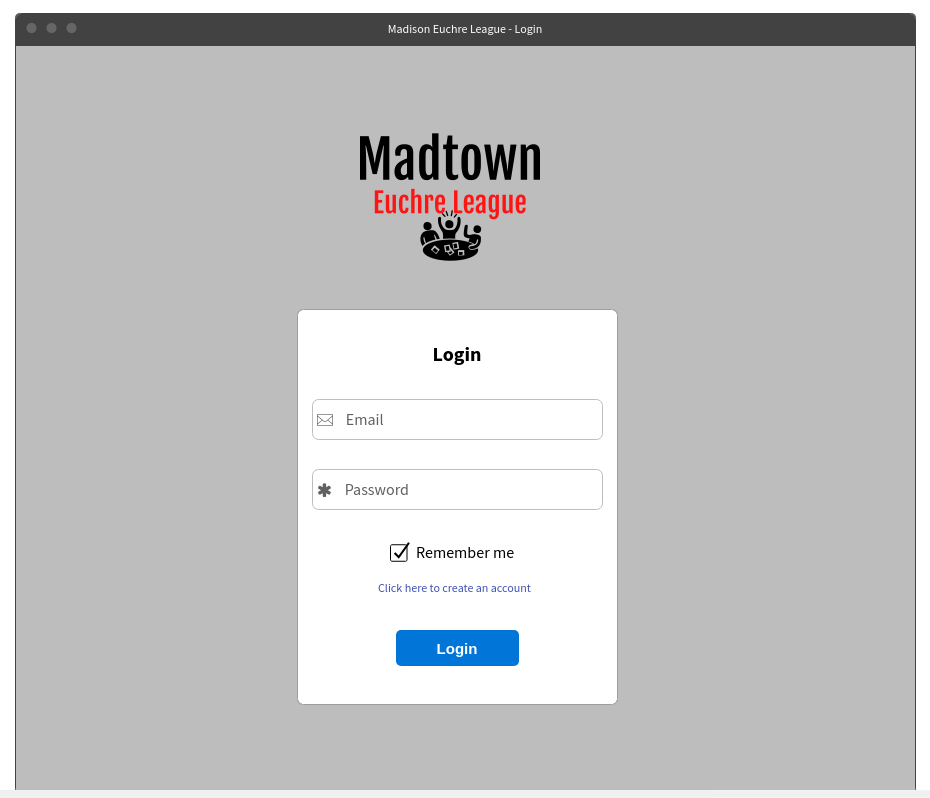 Madison Euchre League - Login
Madtown
Euchre League
Login
Email
Password
Remember me
Click here to create an account
Login